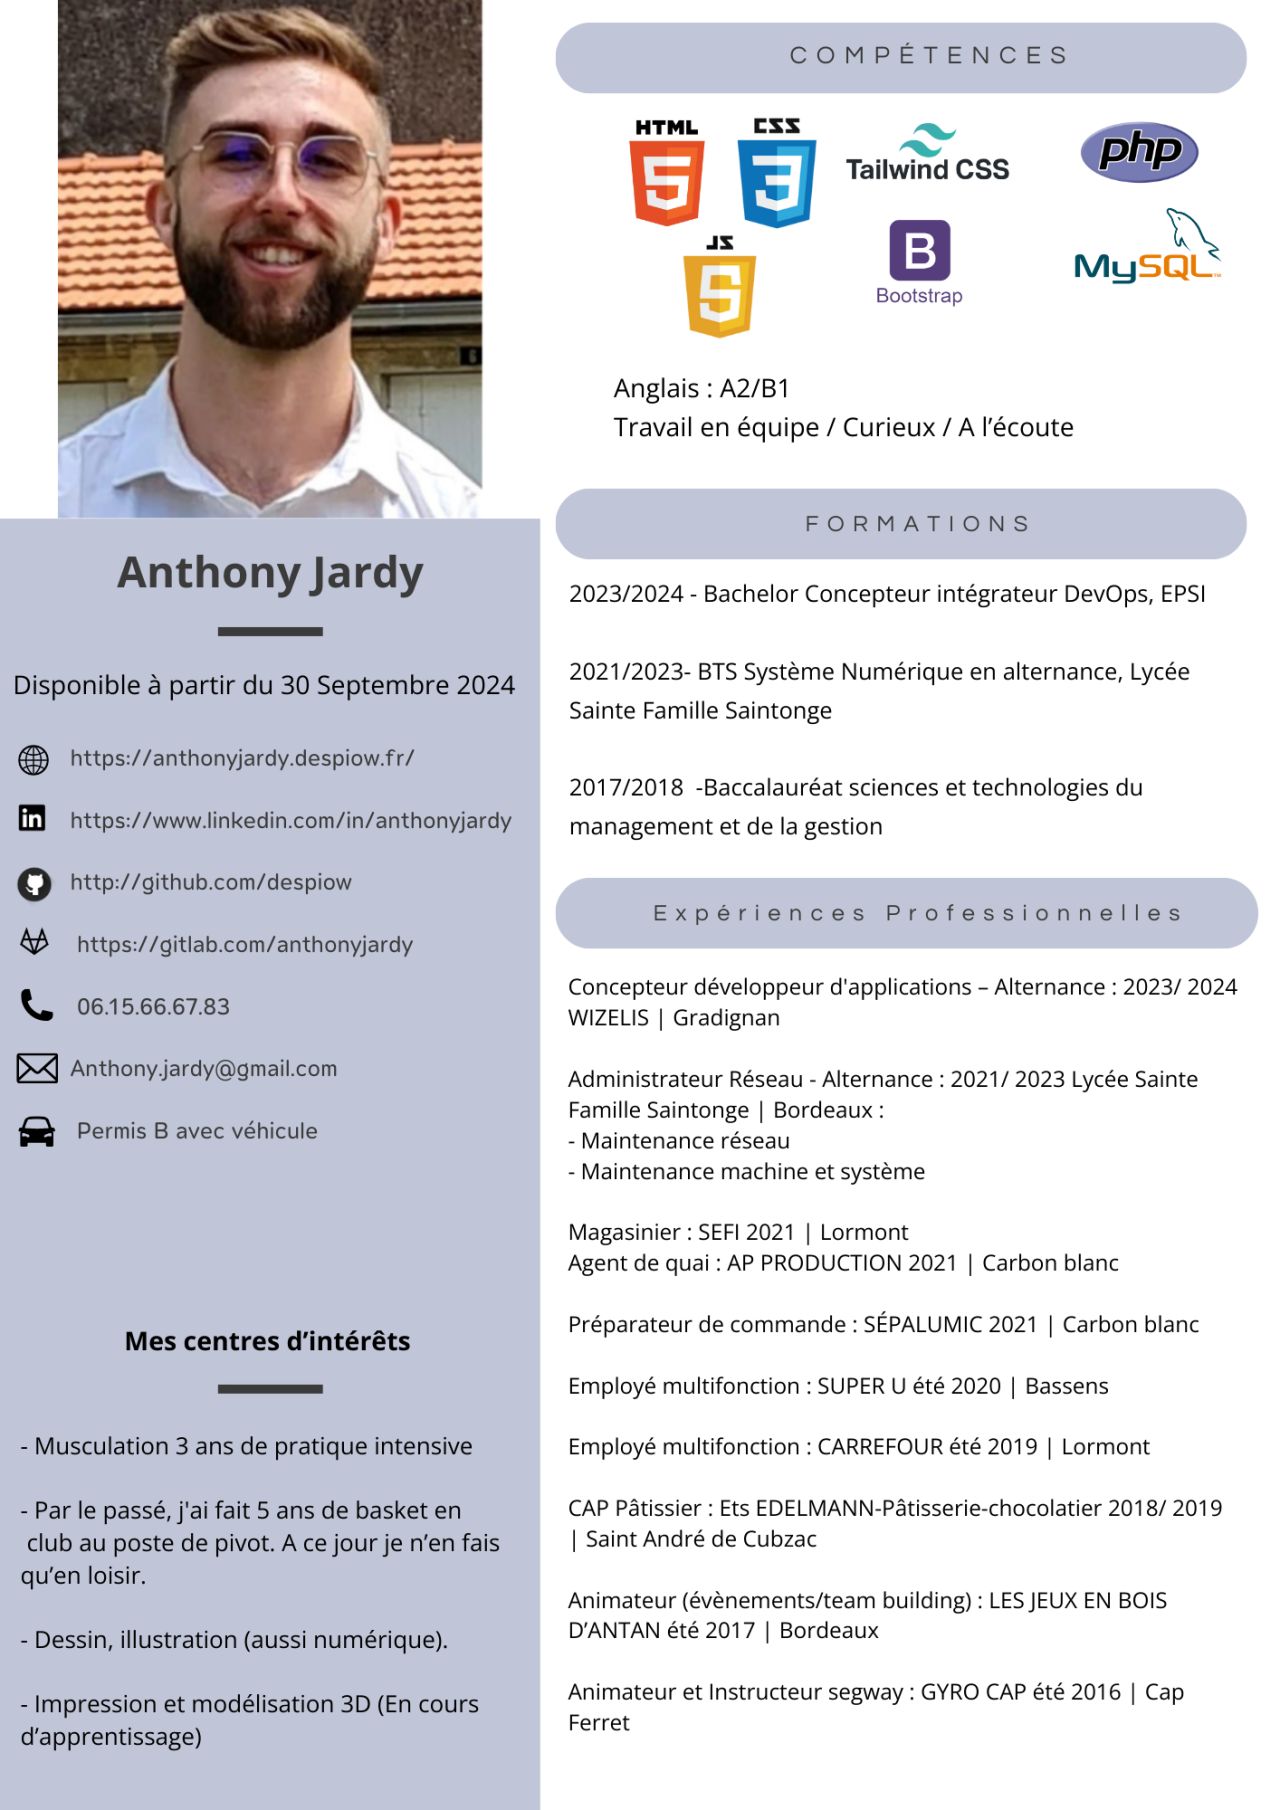 Anthony Jardy
Disponible à partir du 30 Septembre 2024
https://anthonyjardy.despiow.fr/
https://www.linkedin.com/in/anthonyjardy
http://github.com/despiow
https://gitlab.com/anthonyjardy
06.15.66.67.83
Anthony.jardy@gmail.com
Permis B avec véhicule
Mes centres d’intérêts
- Musculation 3 ans de pratique intensive
- Par le passé, j'ai fait 5 ans de basket en
club au poste de pivot. A ce jour je n’en fais
qu’en loisir.
- Dessin, illustration (aussi numérique).
- Impression et modélisation 3D (En cours
d’apprentissage)
COMPÉTENCES
HTML
5
CSS
3
Tailwind CSS
php
JS
5
B
Bootstrap
MySQL
Anglais : A2/B1
Travail en équipe / Curieux / A l’écoute
FORMATIONS
2023/2024 - Bachelor Concepteur intégrateur DevOps, EPSI
2021/2023- BTS Système Numérique en alternance, Lycée
Sainte Famille Saintonge
2017/2018 -Baccalauréat sciences et technologies du
management et de la gestion
Expériences Professionnelles
Concepteur développeur d'applications – Alternance : 2023/ 2024
WIZELIS | Gradignan
Administrateur Réseau - Alternance : 2021/ 2023 Lycée Sainte
Famille Saintonge | Bordeaux :
- Maintenance réseau
- Maintenance machine et système
Magasinier : SEFI 2021 | Lormont
Agent de quai : AP PRODUCTION 2021 | Carbon blanc
Préparateur de commande : SÉPALUMIC 2021 | Carbon blanc
Employé multifonction : SUPER U été 2020 | Bassens
Employé multifonction : CARREFOUR été 2019 | Lormont
CAP Pâtissier : Ets EDELMANN-Pâtisserie-chocolatier 2018/ 2019
| Saint André de Cubzac
Animateur (évènements/team building) : LES JEUX EN BOIS
D’ANTAN été 2017 | Bordeaux
Animateur et Instructeur segway : GYRO CAP été 2016 | Cap
Ferret